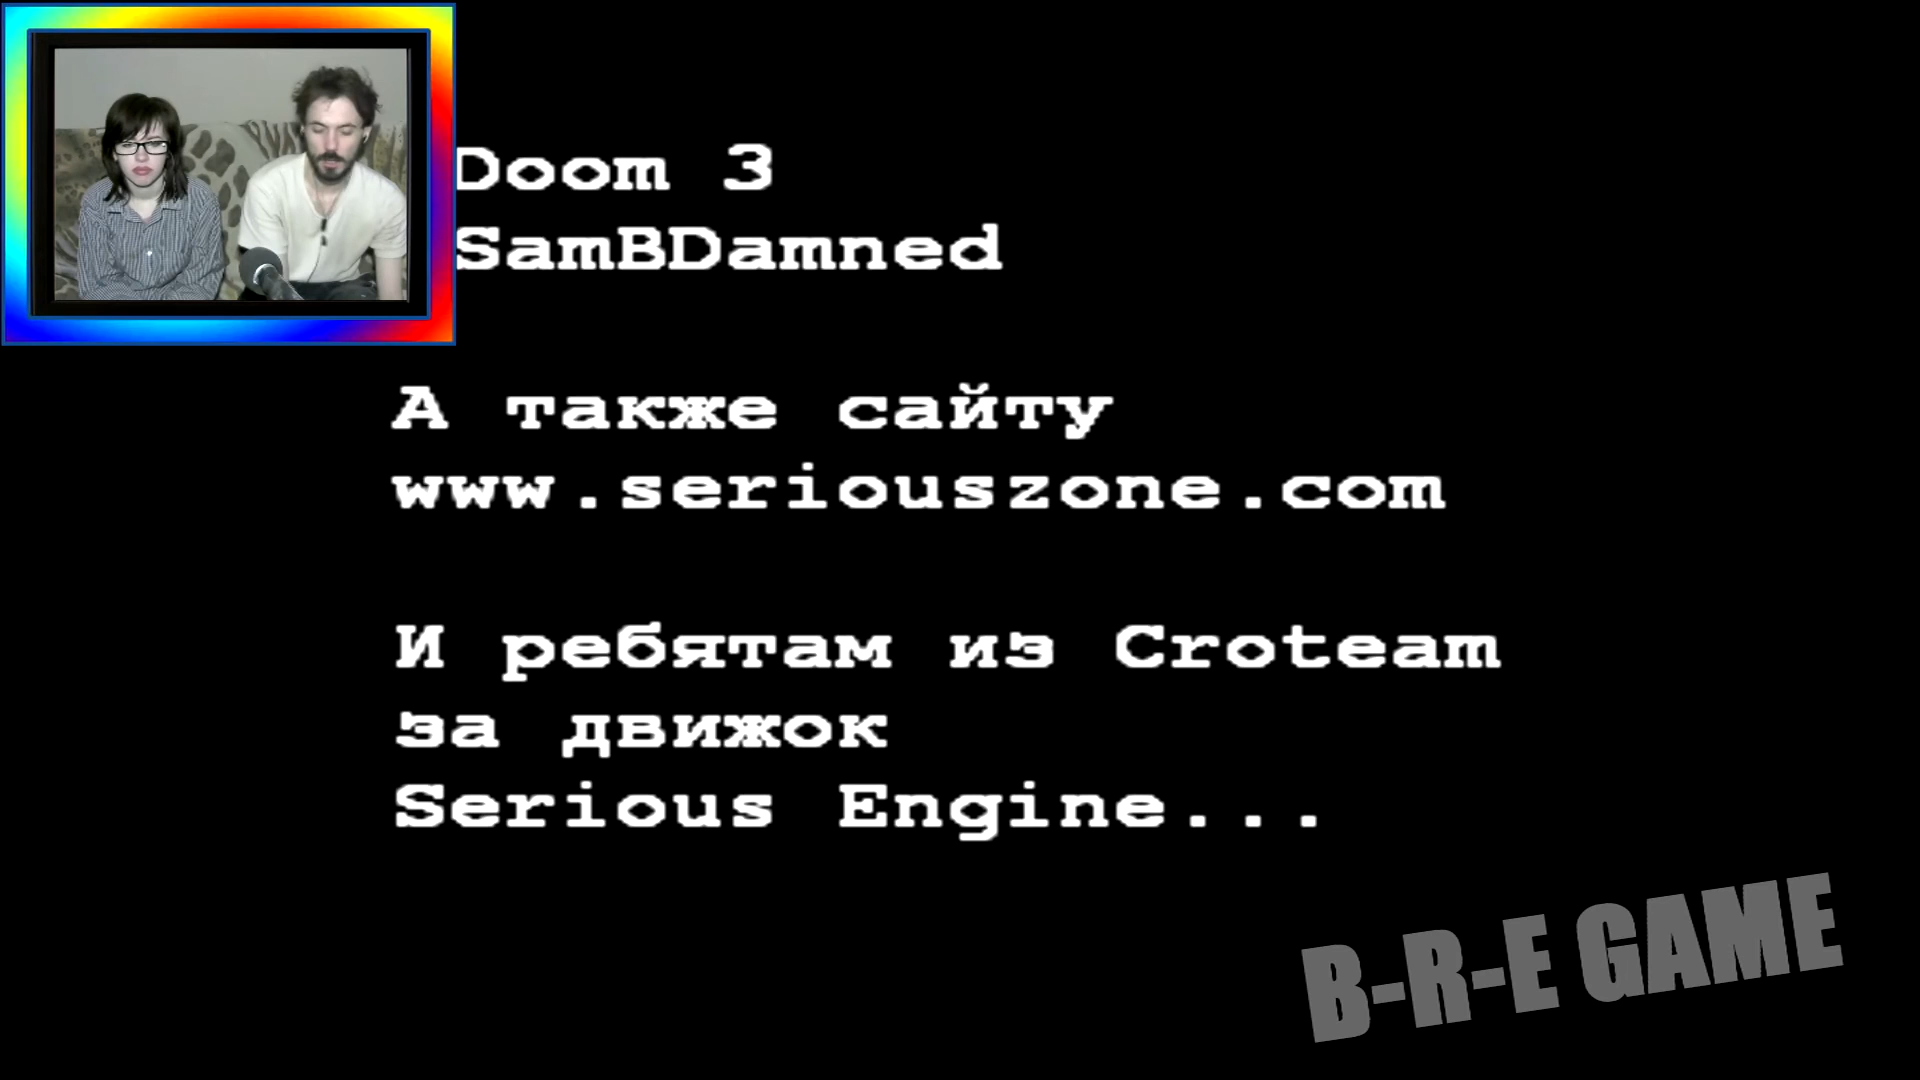 Doom 3
SamBDamned
А также сайту
www.seriouszone.com
И ребятам из Croteam
за движок
Serious Engine...
B-R-E GAME